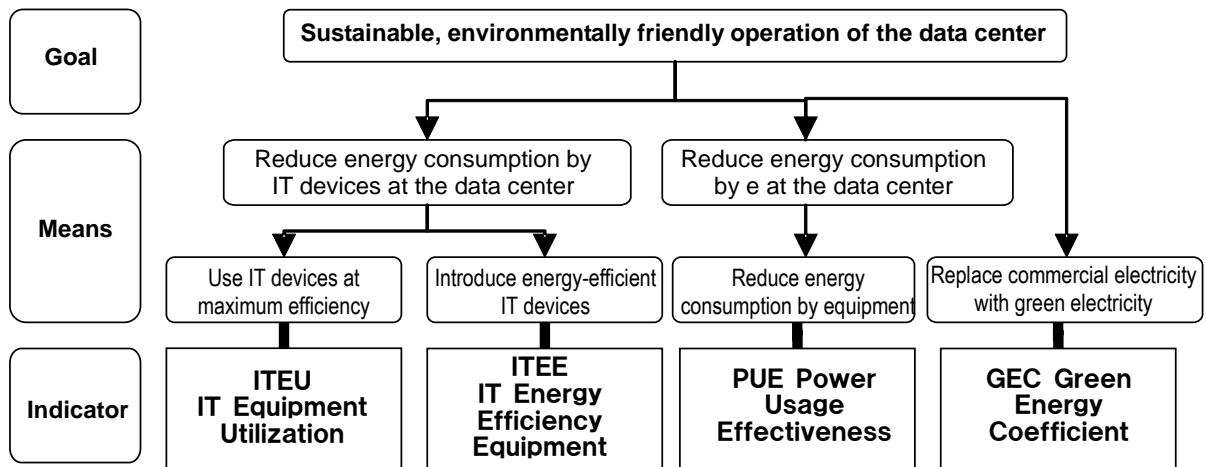 Goal
Sustainable, environmentally friendly operation of the data center
Means
Reduce energy consumption by
IT devices at the data center
Reduce energy consumption
by e at the data center
Use IT devices at
maximum efficiency
Introduce energy-efficient
IT devices
Reduce energy
consumption by equipment
Replace commercial electricity
with green electricity
Indicator
ITEU
IT Equipment
Utilization
ITEE
IT Energy
Efficiency
Equipment
PUE Power
Usage
Effectiveness
GEC Green
Energy
Coefficient